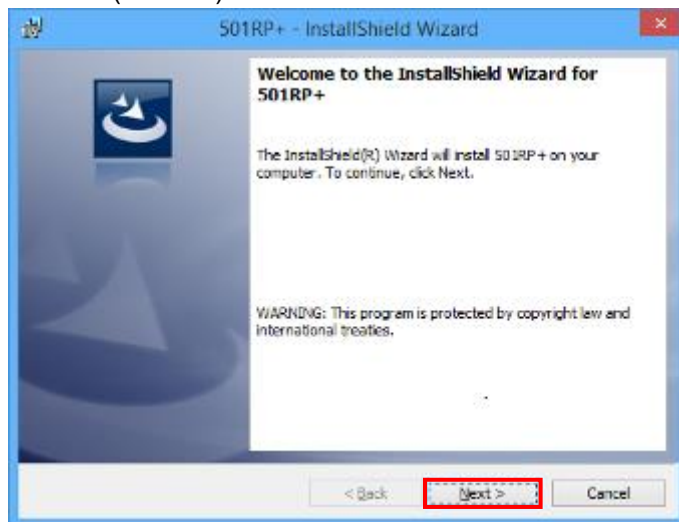 501RP+ - InstallShield Wizard
Welcome to the InstallShield Wizard for
501RP+
The InstallShield(R) Wizard will install 501RP+ on your
computer. To continue, click Next.
WARNING: This program is protected by copyright law and
international treaties.
< Back
Next >
Cancel